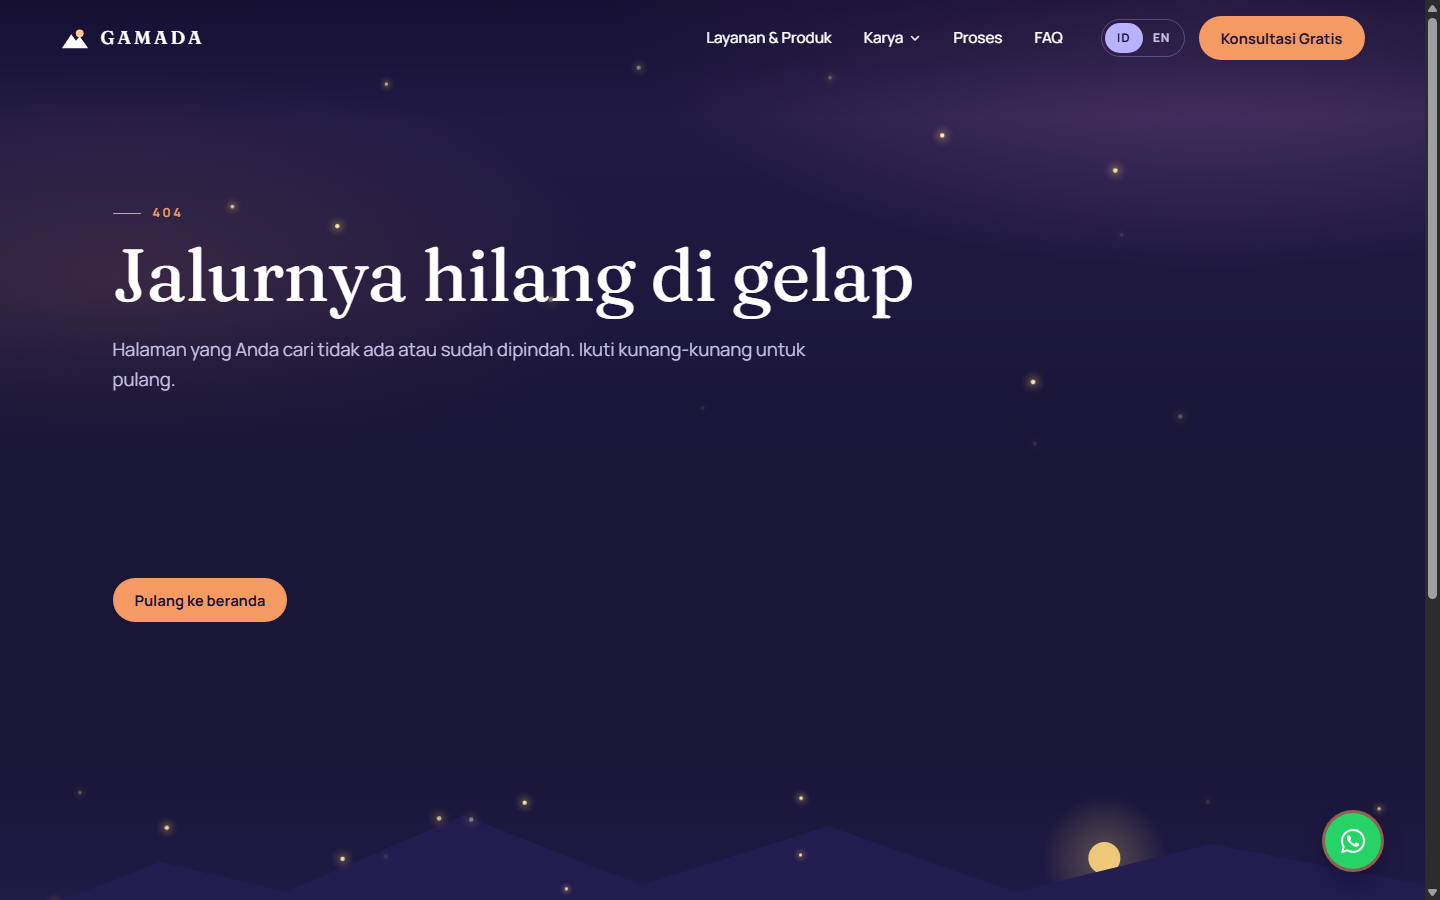 GAMADA
Layanan & Produk
Karya
Proses
FAQ
ID
EN
Konsultasi Gratis
404
Jalurnya hilang di gelap
Halaman yang Anda cari tidak ada atau sudah dipindah. Ikuti kunang-kunang untuk
pulang.
Pulang ke beranda